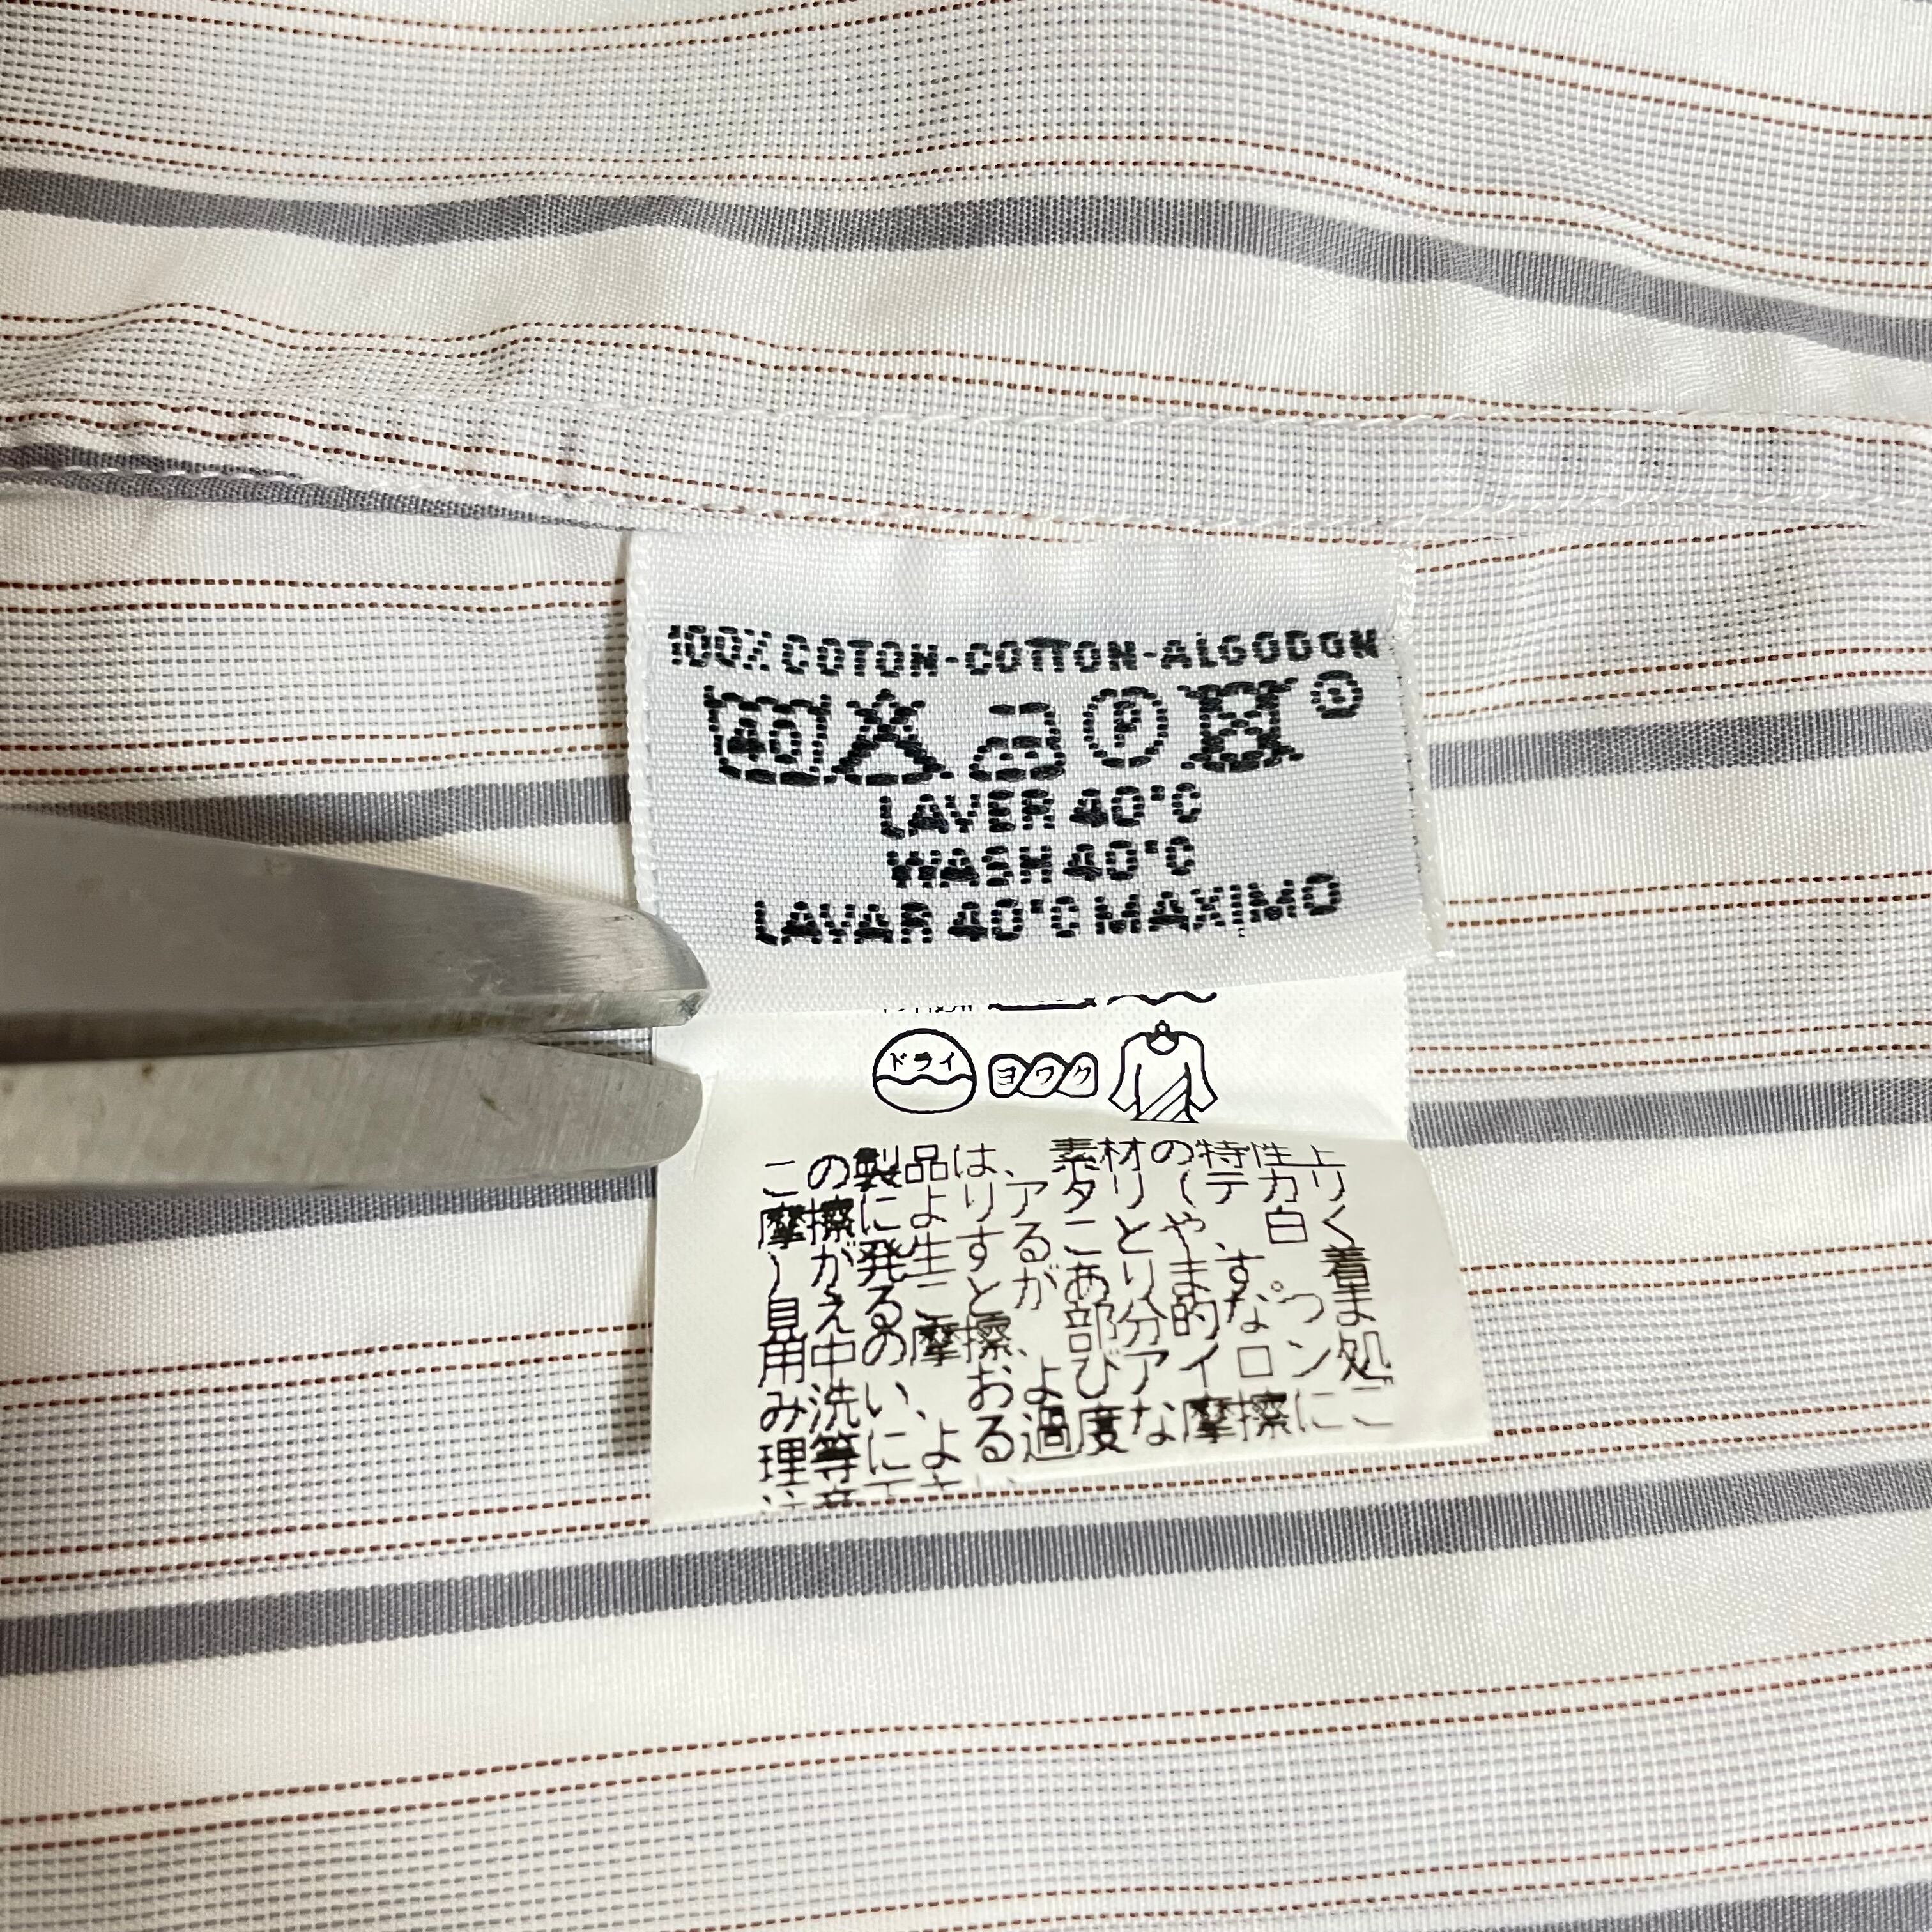 100% COTON-COTTON-ALGODON
40 P
LAVER 40°C
WASH 40°C
LAVAR 40°C MAXIMO
ドライ ヨワク
この製品は、素材の特性上
摩擦によりアタリ(テカリ
)が発生することや、白く
見えることがあります。着
用中の摩擦、部分的なつま
み洗い、およびアイロン処
理等による過度な摩擦にご